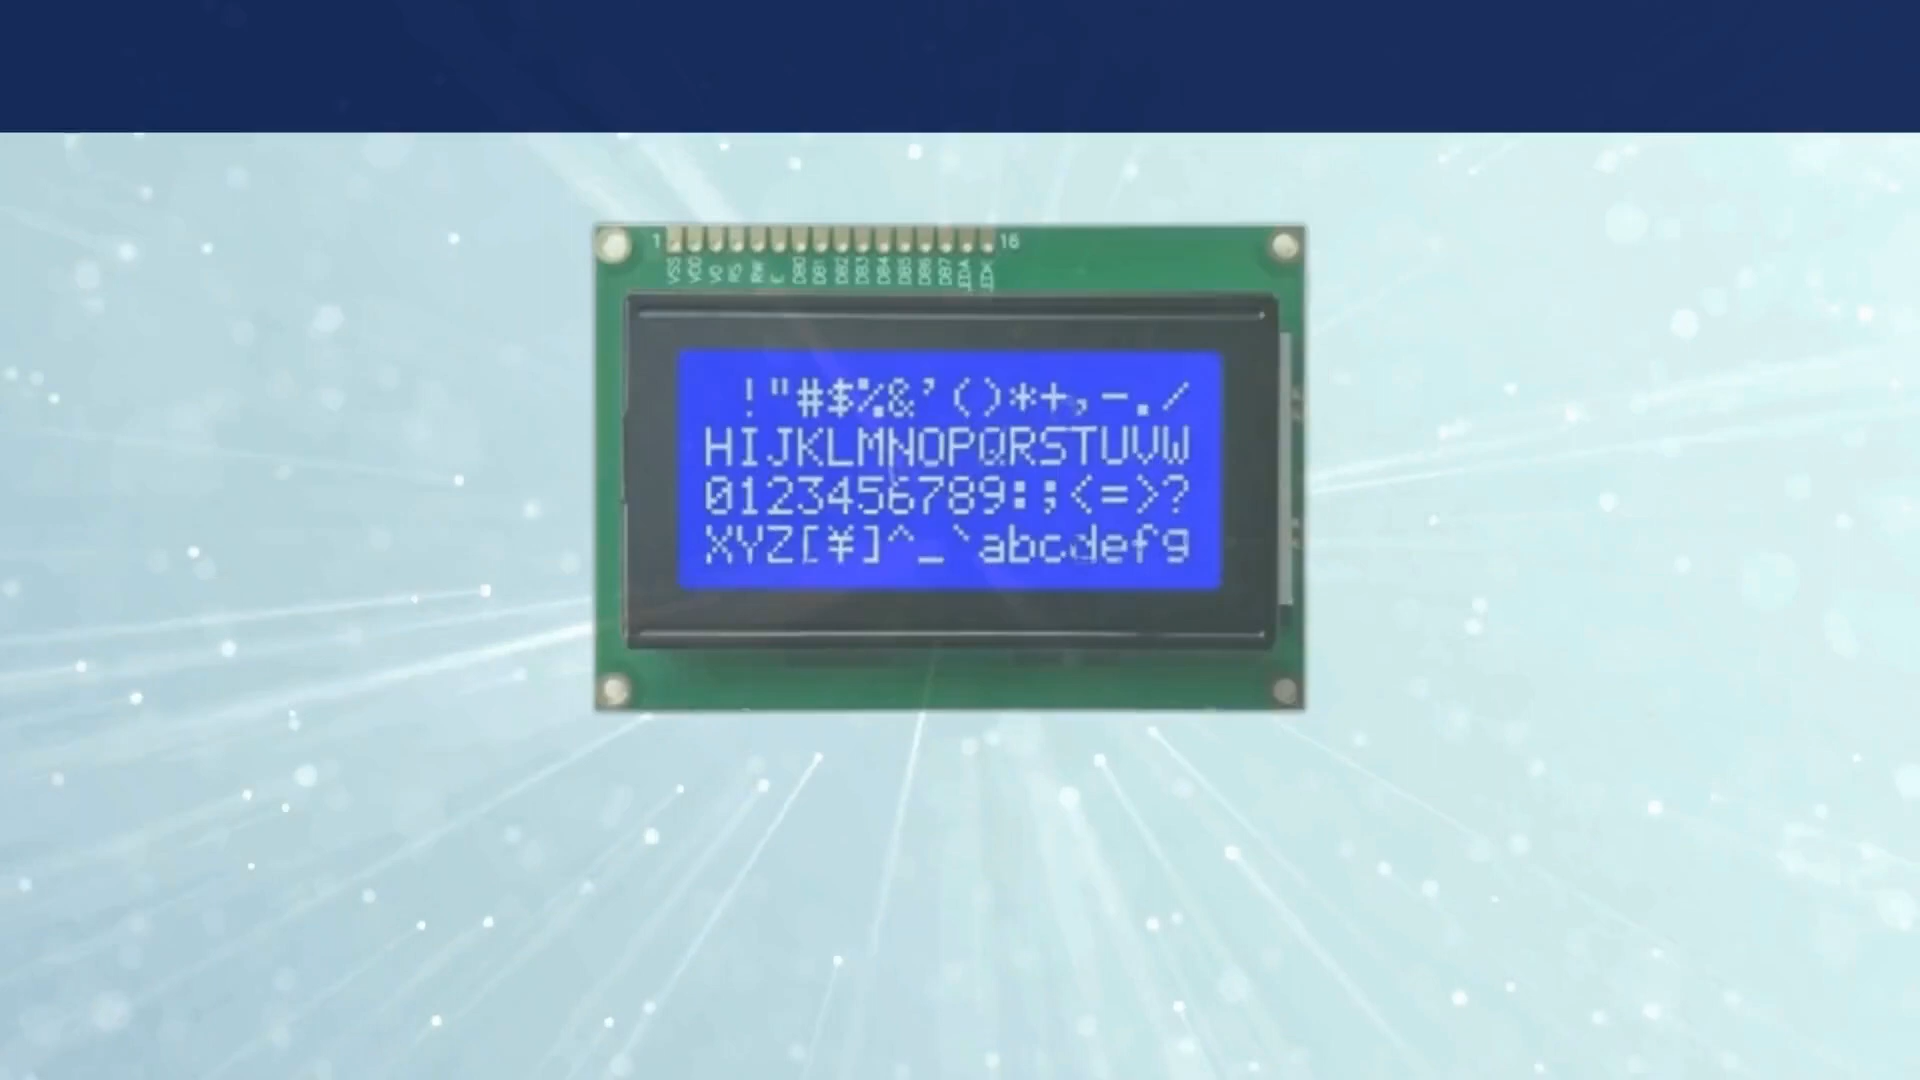 1 16
VSS VDD VO RS RW E DB0 DB1 DB2 DB3 DB4 DB5 DB6 DB7 LEDA LEDK
!"#$%&'()*+,-./
HIJKLMNOPQRSTUVW
0123456789:;<=>?
XYZ[¥]^_`abcdefg